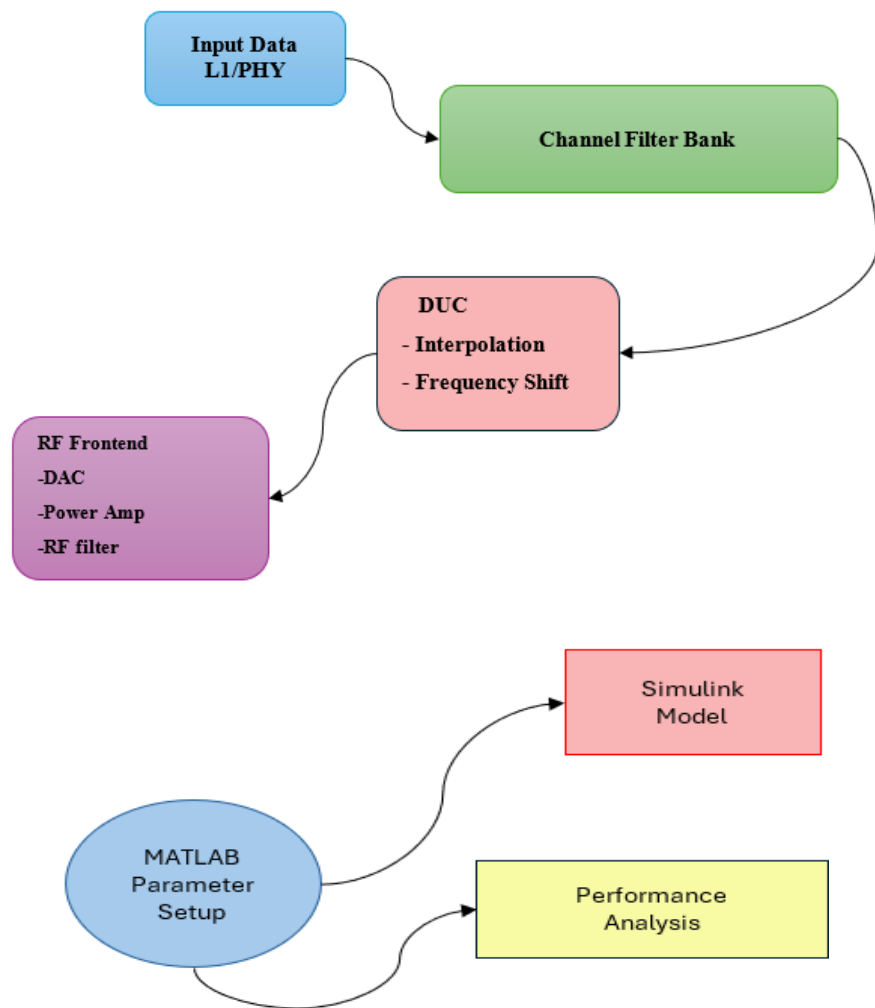 Input Data
L1/PHY
Channel Filter Bank
DUC
- Interpolation
- Frequency Shift
RF Frontend
-DAC
-Power Amp
-RF filter
Simulink
Model
MATLAB
Parameter
Setup
Performance
Analysis